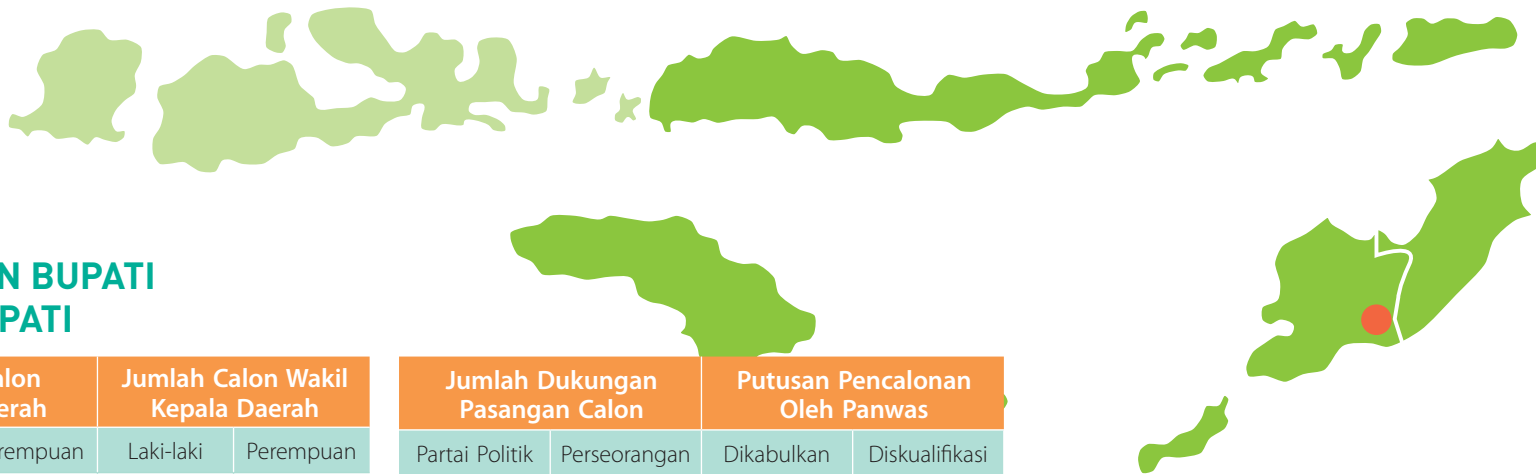 N BUPATI
PATI
alon
erah
Jumlah Calon Wakil
Kepala Daerah
Jumlah Dukungan
Pasangan Calon
Putusan Pencalonan
Oleh Panwas
rempuan
Laki-laki
Perempuan
Partai Politik
Perseorangan
Dikabulkan
Diskualifikasi